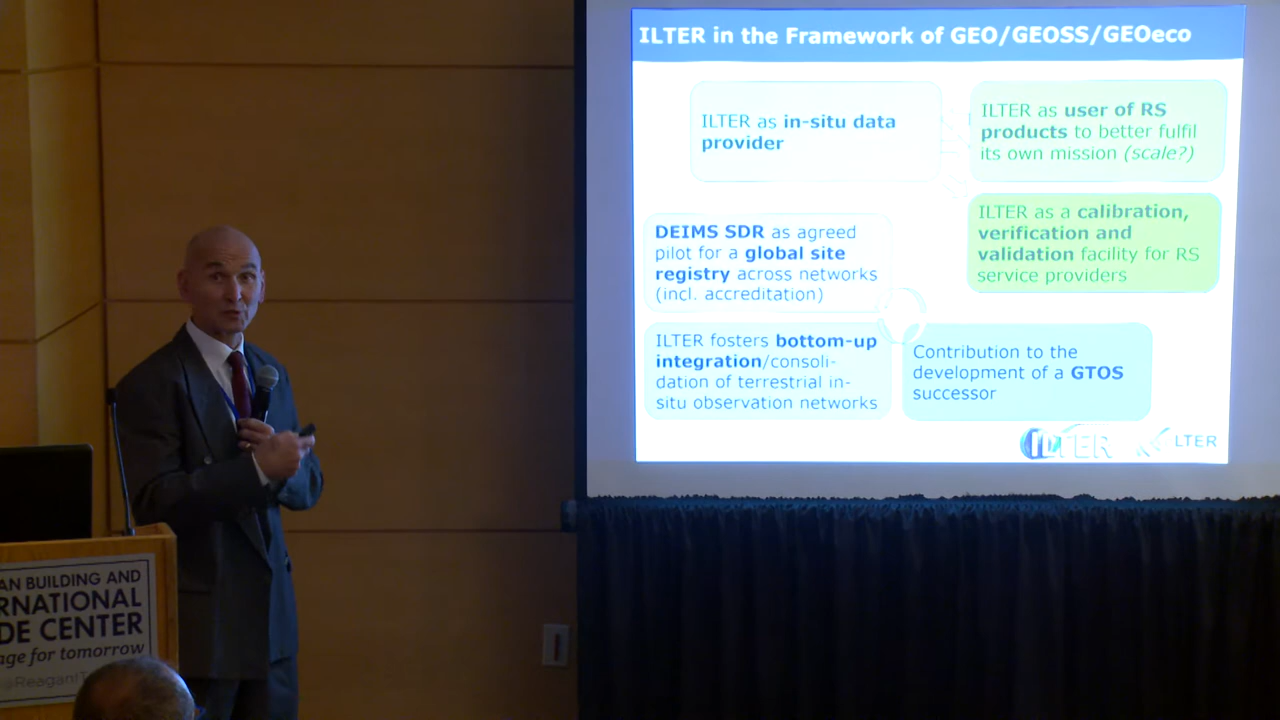 ILTER in the Framework of GEO/GEOSS/GEOeco
ILTER as in-situ data
provider
ILTER as user of RS
products to better fulfil
its own mission (scale?)
DEIMS SDR as agreed
pilot for a global site
registry across networks
(incl. accreditation)
ILTER as a calibration,
verification and
validation facility for RS
service providers
ILTER fosters bottom-up
integration/consoli-
dation of terrestrial in-
situ observation networks
Contribution to the
development of a GTOS
successor
ILTER
LTER
AN BUILDING AND
RNATIONAL
DE CENTER
age for tomorrow
@ReaganIT